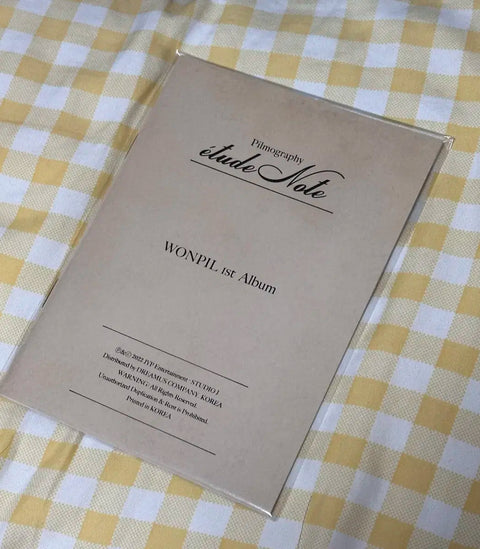 Pilmography
étude Note
WONPIL 1st Album
Ⓟ&ⓒ 2022 JYP Entertainment · STUDIO J
Distributed by DREAMUS COMPANY KOREA
WARNING: All Rights Reserved.
Unauthorized Duplication & Rent is Prohibited.
Printed in KOREA